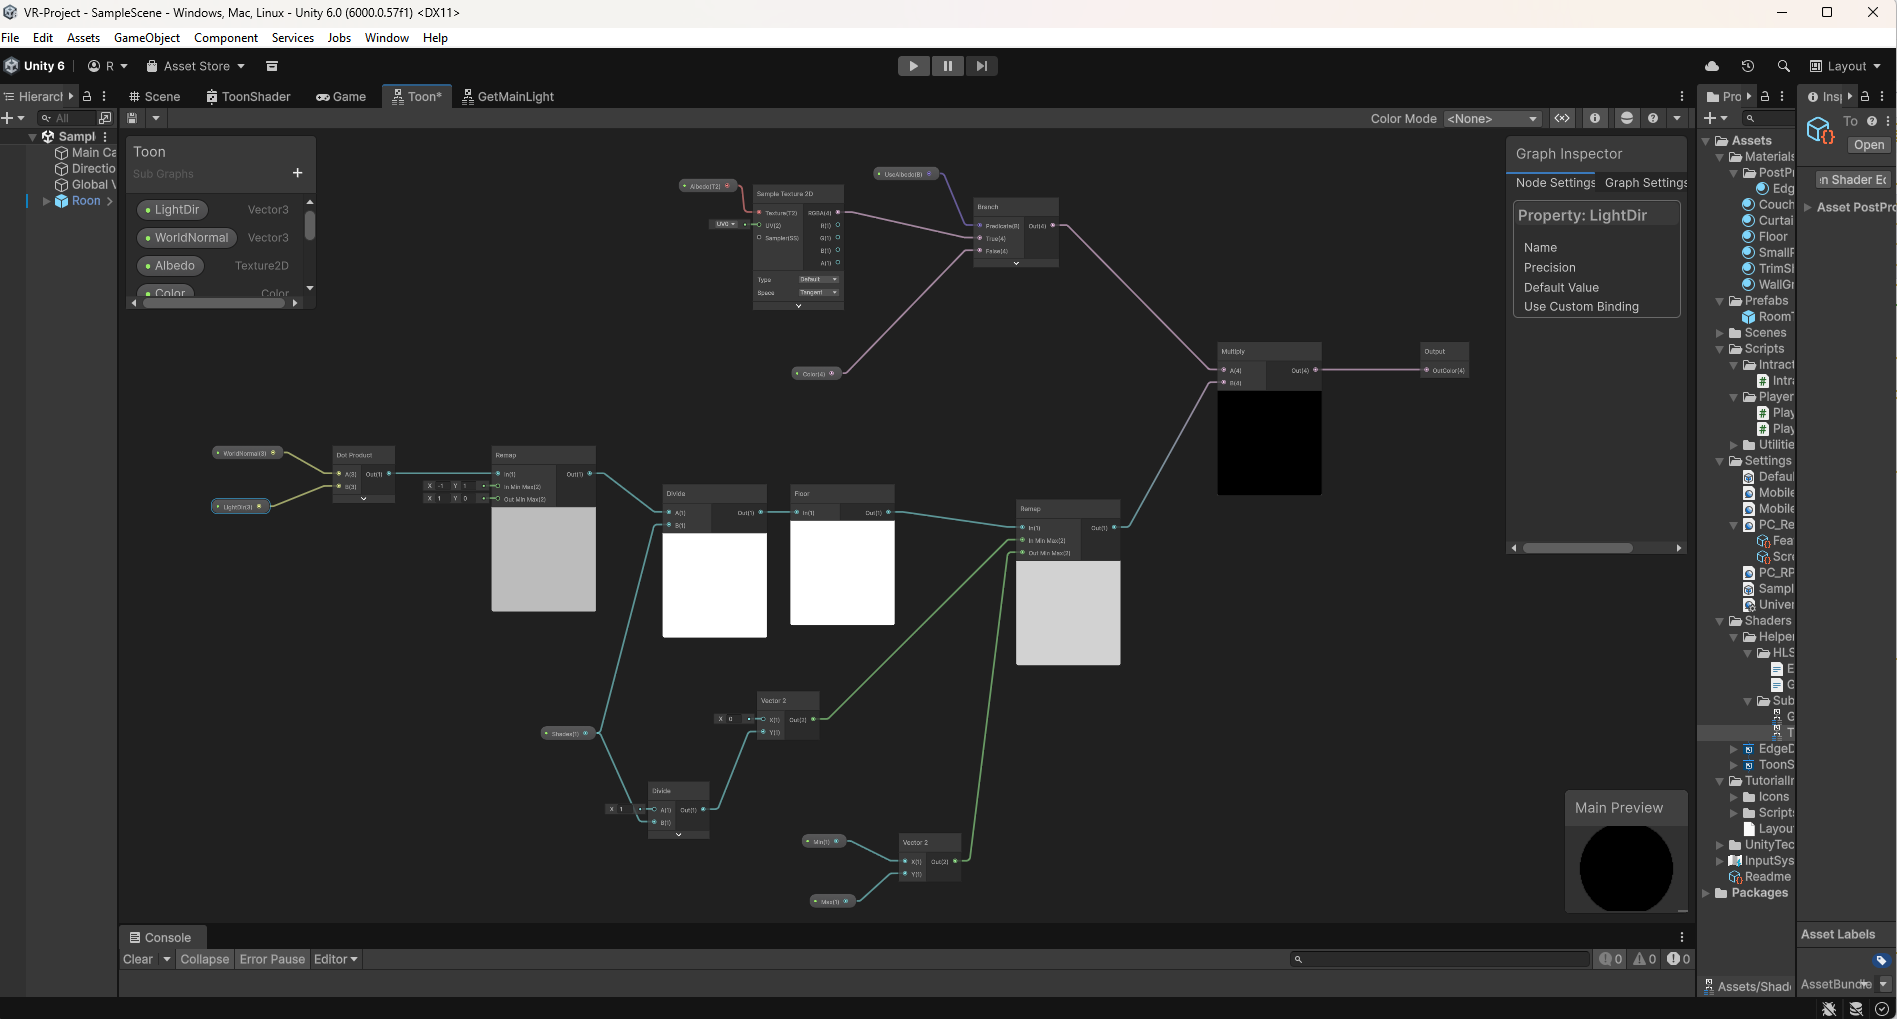 VR-Project - SampleScene - Windows, Mac, Linux - Unity 6.0 (6000.0.57f1) <DX11>
File Edit Assets GameObject Component Services Jobs Window Help
Unity 6 R Asset Store Layout
Hierarch Scene ToonShader Game Toon* GetMainLight Pro Insp
All Color Mode <None>
Sampl
Main Ca
Directio
Global V
Roon
Toon
Sub Graphs
LightDir Vector3
WorldNormal Vector3
Albedo Texture2D
Color Color
Albedo(T2)
UV0
Sample Texture 2D
Texture(T2) RGBA(4)
UV(2) R(1)
Sampler(SS) G(1)
B(1)
A(1)
Type Default
Space Tangent
UseAlbedo(B)
Branch
Predicate(B) Out(4)
True(4)
False(4)
Color(4)
Multiply
A(4) Out(4)
B(4)
Output
OutColor(4)
WorldNormal(3)
LightDir(3)
Dot Product
A(3) Out(1)
B(3)
X -1 Y 1
X 1 Y 0
Remap
In(1) Out(1)
In Min Max(2)
Out Min Max(2)
Divide
A(1) Out(1)
B(1)
Floor
In(1) Out(1)
Remap
In(1) Out(1)
In Min Max(2)
Out Min Max(2)
Shades(1)
X 0
Vector 2
X(1) Out(2)
Y(1)
X 1
Divide
A(1) Out(1)
B(1)
Min(1)
Max(1)
Vector 2
X(1) Out(2)
Y(1)
Graph Inspector
Node Settings Graph Settings
Property: LightDir
Name
Precision
Default Value
Use Custom Binding
Main Preview
Assets
Materials
PostPr
Edg
Couch
Curtai
Floor
Smallf
TrimSl
WallGr
Prefabs
Room
Scenes
Scripts
Intract
Intra
Player
Play
Play
Utilitie
Settings
Defau
Mobile
Mobile
PC_Re
Fea
Scre
PC_RP
Sampl
Univer
Shaders
Helpe
HLS
E
G
Sub
G
T
EdgeD
ToonS
TutorialIn
Icons
Scripts
Layou
UnityTec
InputSys
Readme
Packages
Assets/Shade
To
Open
n Shader Ec
Asset PostPro
Asset Labels
AssetBundle
Console
Clear Collapse Error Pause Editor 0 0 0